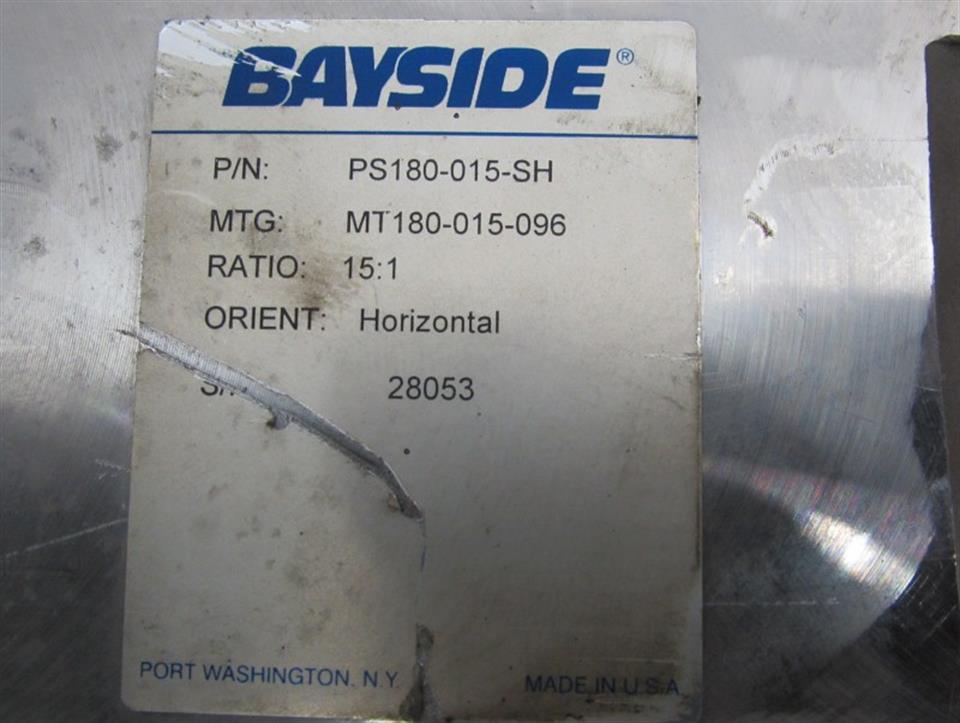 BAYSIDE®
P/N: PS180-015-SH
MTG: MT180-015-096
RATIO: 15:1
ORIENT: Horizontal
28053
PORT WASHINGTON, N.Y.
MADE IN U.S.A.